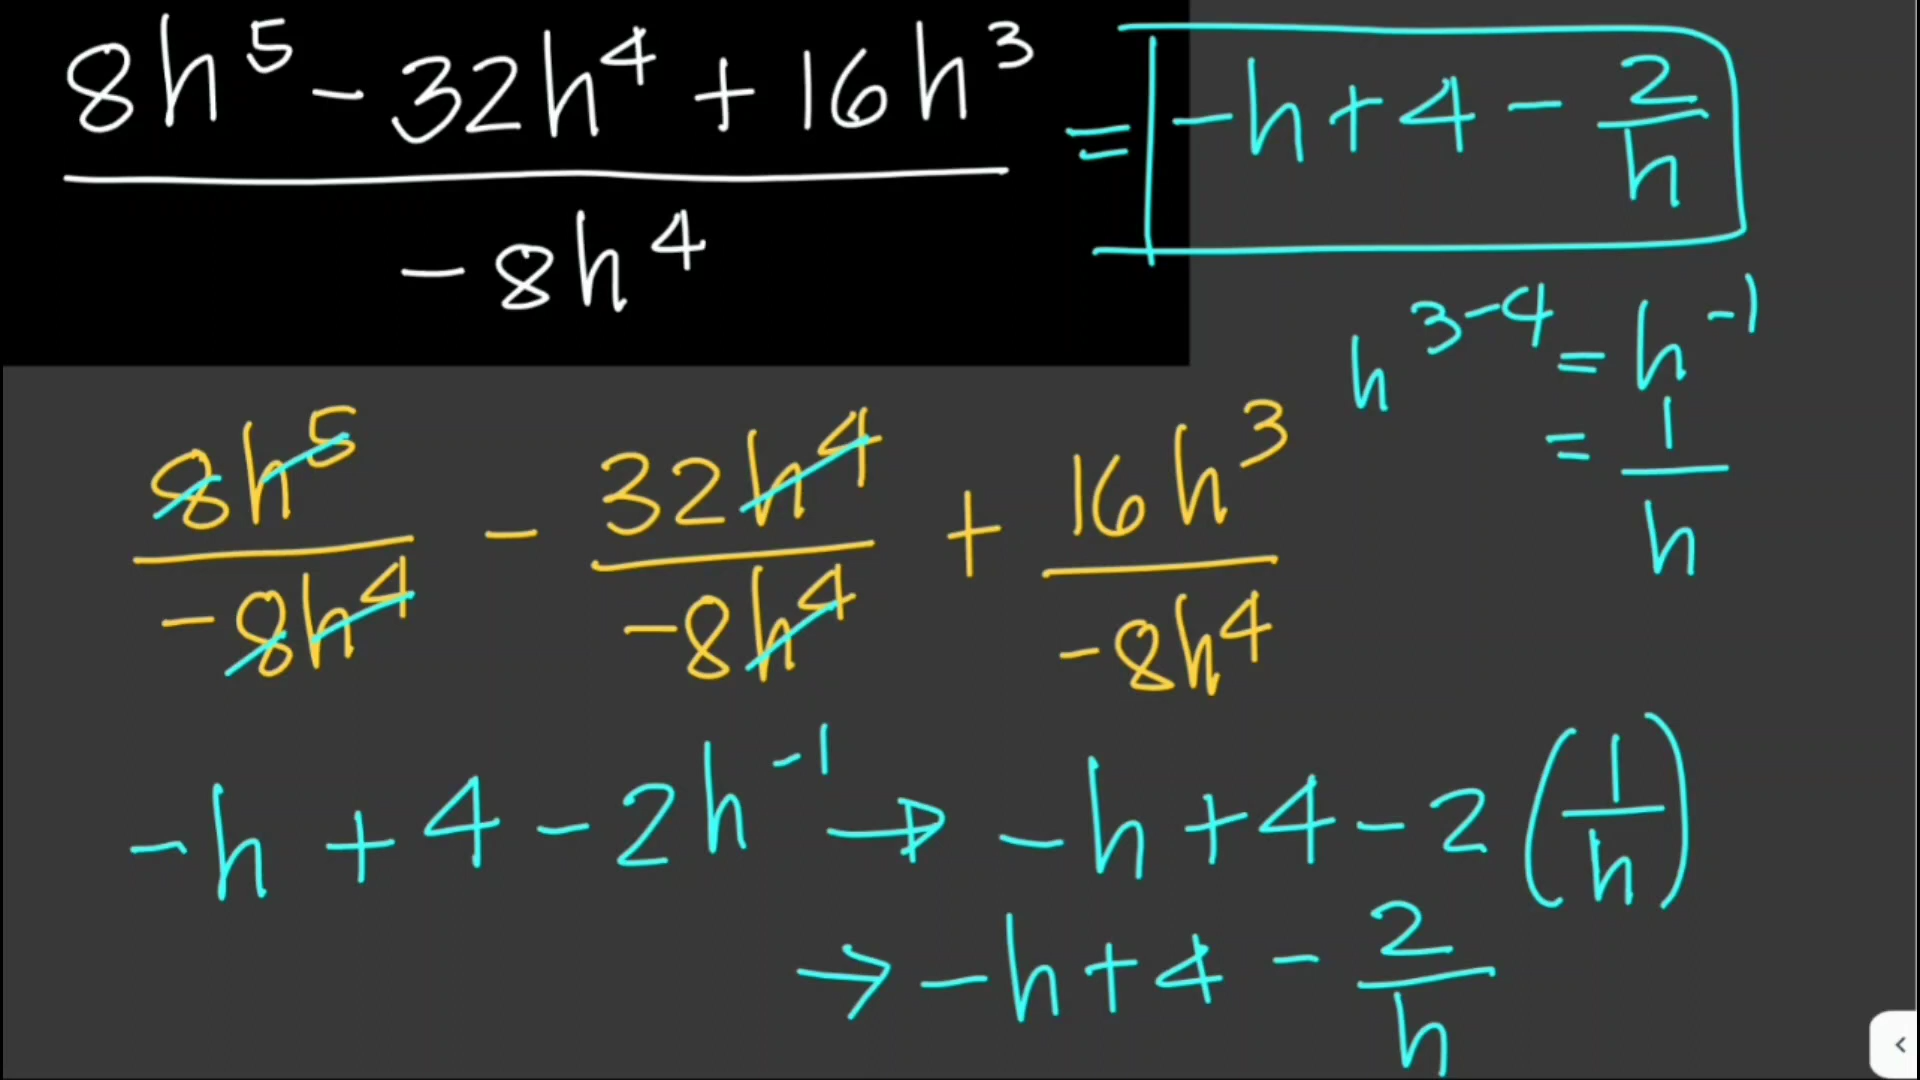 8h⁵ - 32h⁴ + 16h³ / -8h⁴ = -h + 4 - 2/h
h³⁻⁴ = h⁻¹
= 1/h
8h⁵/-8h⁴ - 32h⁴/-8h⁴ + 16h³/-8h⁴
-h + 4 - 2h⁻¹ → -h + 4 - 2(1/h)
→ -h + 4 - 2/h